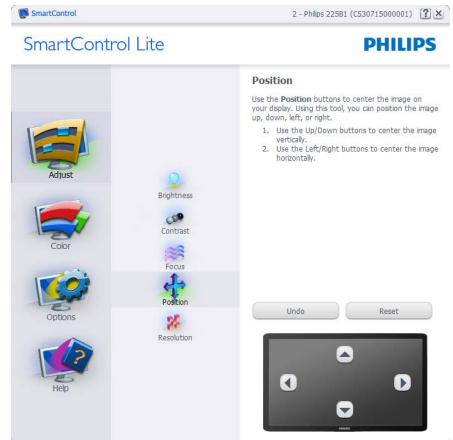 SmartControl
2 - Philips 225B1 (C530715000001)
SmartControl Lite
PHILIPS
Adjust
Color
Options
Help
Brightness
Contrast
Focus
Position
Resolution
Position
Use the Position buttons to center the image on
your display. Using this tool, you can position the image
up, down, left, or right.
1. Use the Up/Down buttons to center the image
vertically.
2. Use the Left/Right buttons to center the image
horizontally.
Undo
Reset
PHILIPS